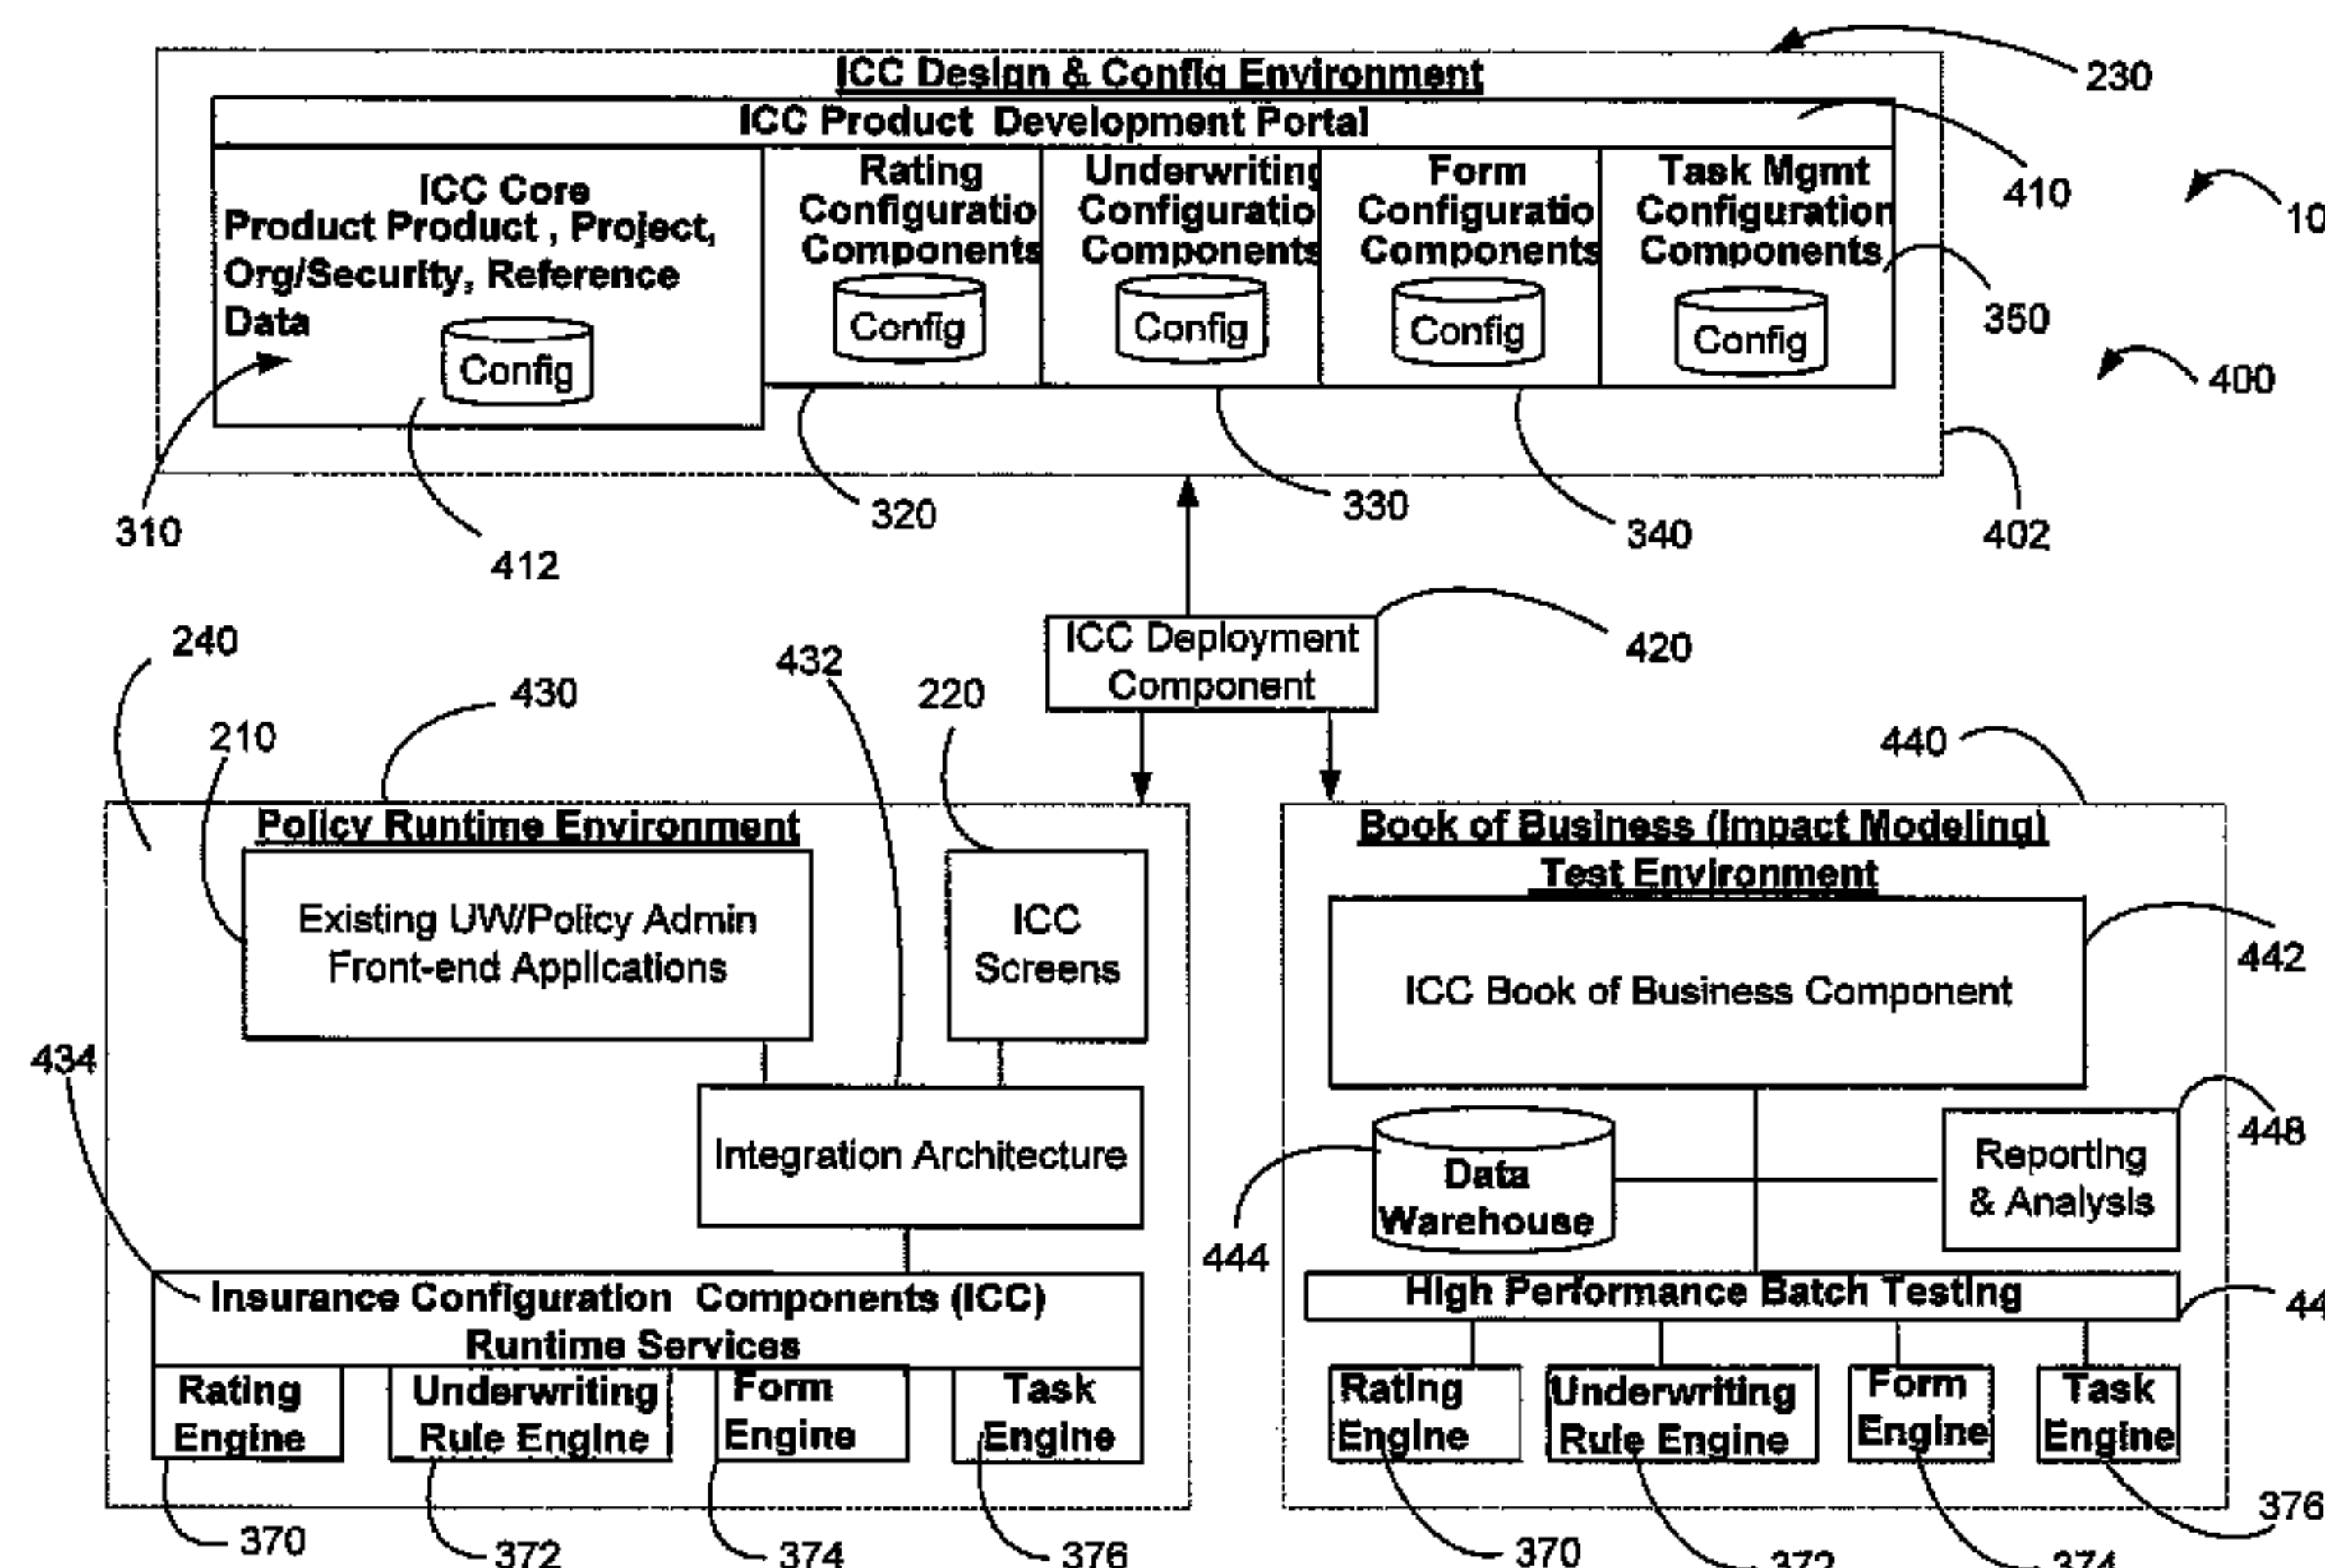 ICC Design & Config Environment
230
ICC Product Development Portal
410
10
ICC Core
Product Product , Project,
Org/Security, Reference
Data
Config
Rating
Configuratio
Components
Config
Underwriting
Configuratio
Components
Config
Form
Configuratio
Components
Config
Task Mgmt
Configuration
Components
Config
350
400
310
412
320
330
340
402
ICC Deployment
Component
420
240
430
432
220
210
440
Policy Runtime Environment
Existing UW/Policy Admin
Front-end Applications
ICC
Screens
434
Integration Architecture
Insurance Configuration Components (ICC)
Runtime Services
Rating
Engine
Underwriting
Rule Engine
Form
Engine
Task
Engine
370
372
374
376
Book of Business (Impact Modeling)
Test Environment
ICC Book of Business Component
442
Data
Warehouse
444
Reporting
& Analysis
448
High Performance Batch Testing
44
Rating
Engine
Underwriting
Rule Engine
Form
Engine
Task
Engine
370
372
374
376